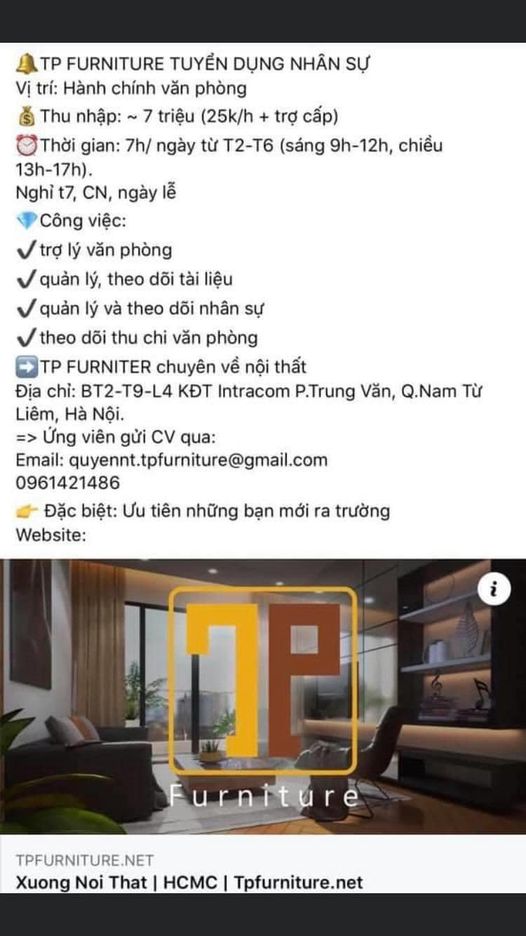 🔔TP FURNITURE TUYỂN DỤNG NHÂN SỰ
Vị trí: Hành chính văn phòng
💰Thu nhập: ~ 7 triệu (25k/h + trợ cấp)
⏰Thời gian: 7h/ ngày từ T2-T6 (sáng 9h-12h, chiều
13h-17h).
Nghỉ t7, CN, ngày lễ
💎Công việc:
✔️trợ lý văn phòng
✔️quản lý, theo dõi tài liệu
✔️quản lý và theo dõi nhân sự
✔️theo dõi thu chi văn phòng
➡️TP FURNITER chuyên về nội thất
Địa chỉ: BT2-T9-L4 KĐT Intracom P.Trung Văn, Q.Nam Từ
Liêm, Hà Nội.
=> Ứng viên gửi CV qua:
Email: quyennt.tpfurniture@gmail.com
0961421486
👉 Đặc biệt: Ưu tiên những bạn mới ra trường
Website:
i
TP
Furniture
TPFURNITURE.NET
Xuong Noi That | HCMC | Tpfurniture.net